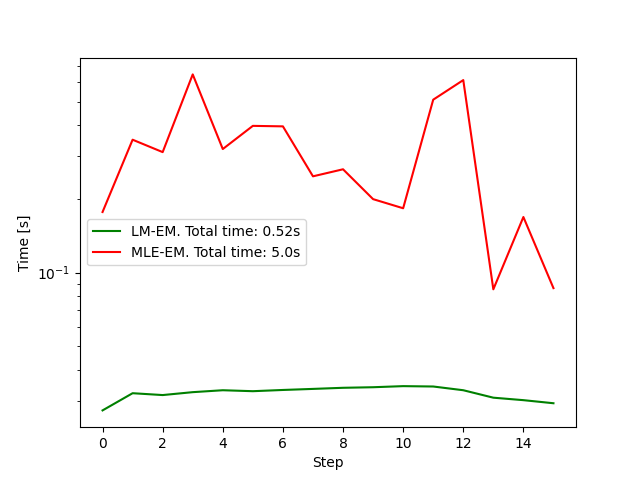 Time [s]
10⁻¹
LM-EM. Total time: 0.52s
MLE-EM. Total time: 5.0s
0 2 4 6 8 10 12 14
Step